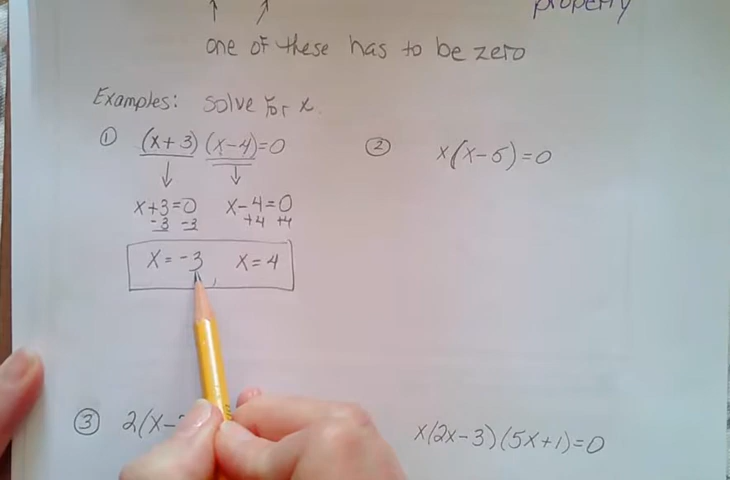 property
one of these has to be zero
Examples: Solve for x.
① (x+3)(x-4)=0
x+3=0 x-4=0
-3 -3 +4 +4
x=-3, x=4
② x(x-5)=0
③ 2(x-
x(2x-3)(5x+1)=0